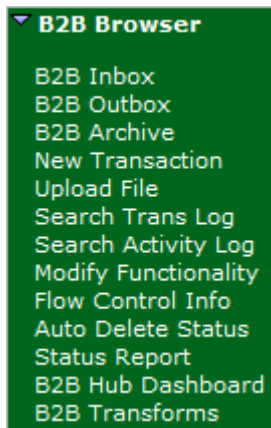 B2B Browser
B2B Inbox
B2B Outbox
B2B Archive
New Transaction
Upload File
Search Trans Log
Search Activity Log
Modify Functionality
Flow Control Info
Auto Delete Status
Status Report
B2B Hub Dashboard
B2B Transforms